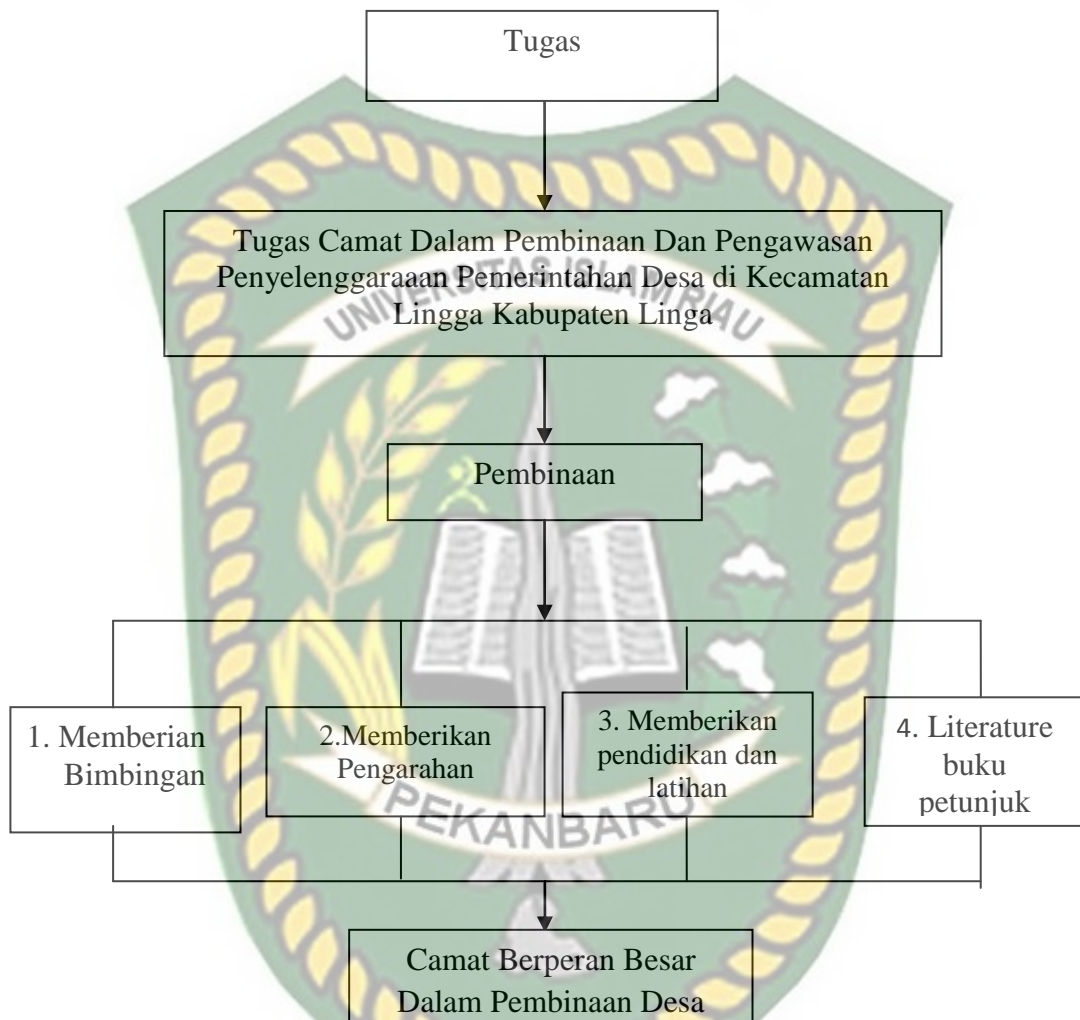 Tugas
Tugas Camat Dalam Pembinaan Dan Pengawasan
Penyelenggaraaan Pemerintahan Desa di Kecamatan
Lingga Kabupaten Linga
UNIVERSITAS ISLAM RIAU
Pembinaan
1. Memberian
Bimbingan
2.Memberikan
Pengarahan
3. Memberikan
pendidikan dan
latihan
4. Literature
buku
petunjuk
PEKANBARU
Camat Berperan Besar
Dalam Pembinaan Desa